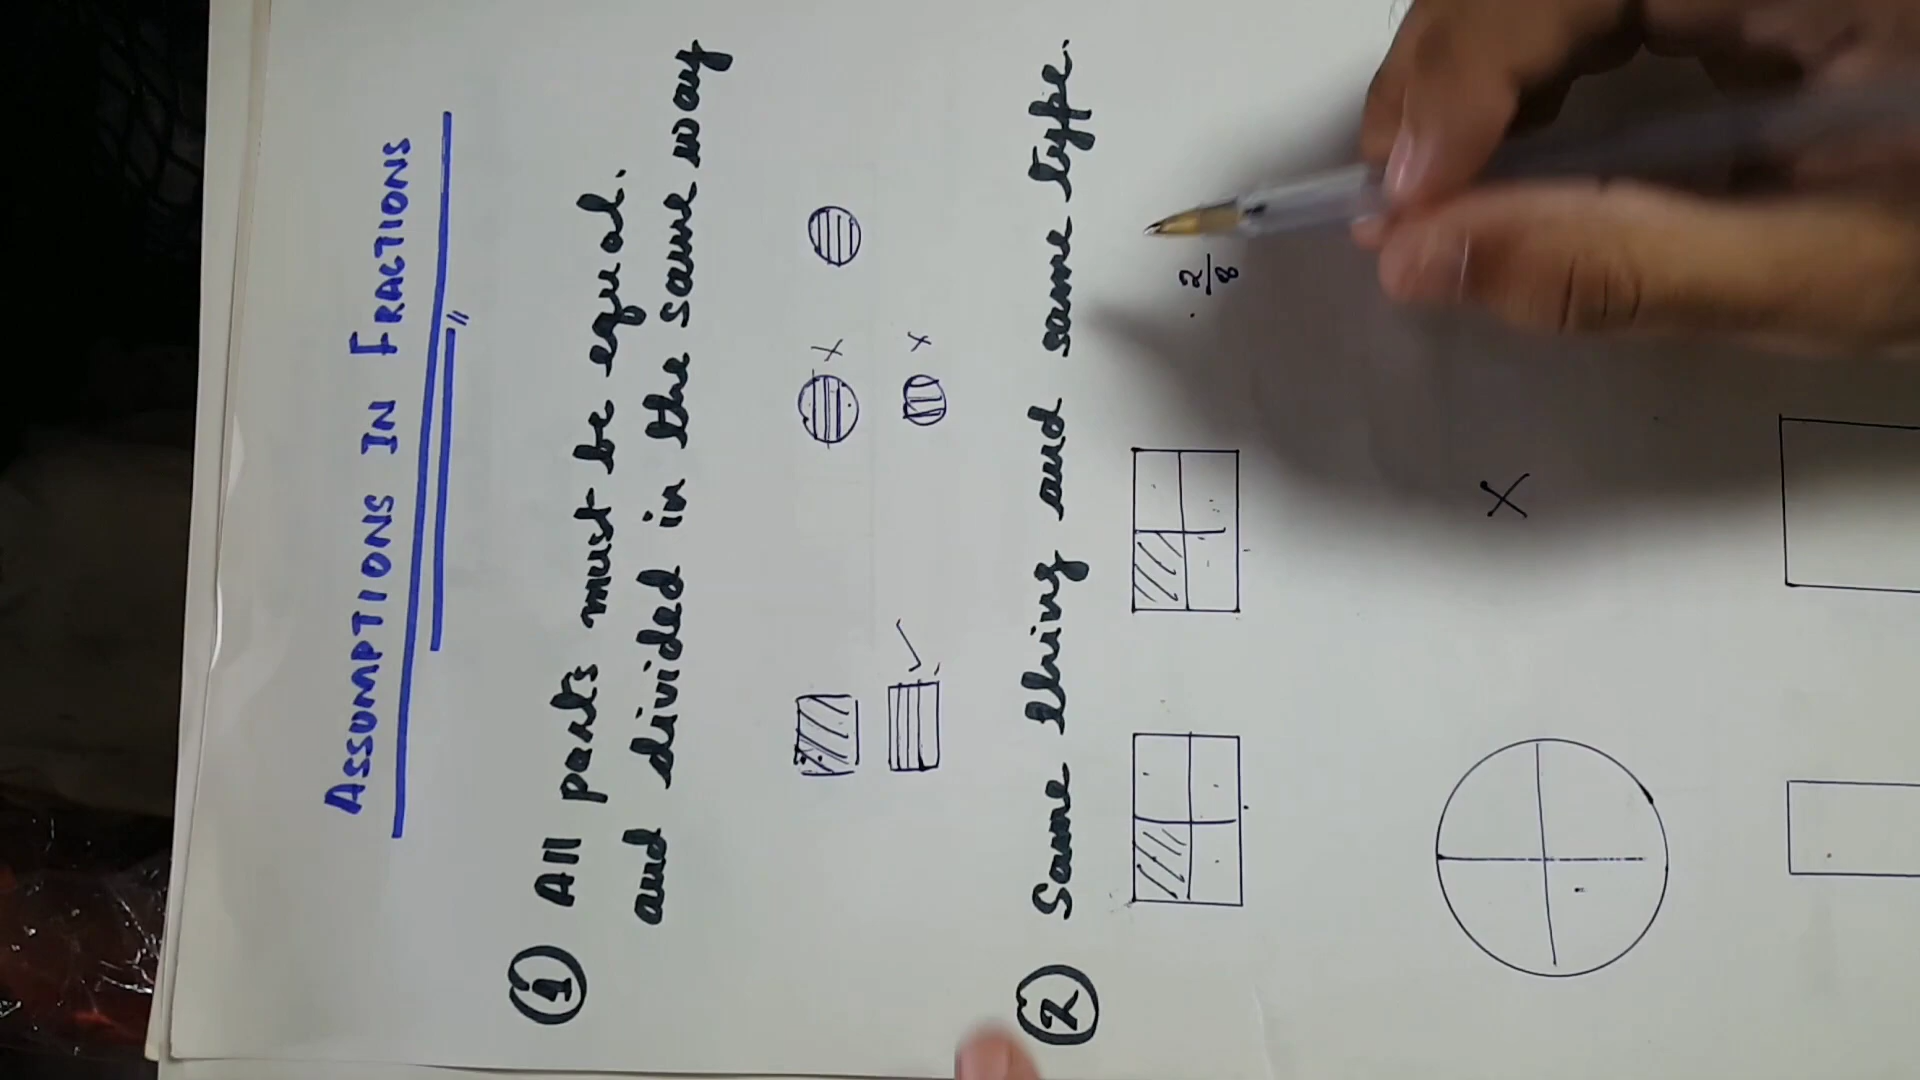 ASSUMPTIONS IN FRACTIONS
1 All parts must be equal.
and divided in the same way
2 Same thing and same type.
2/8